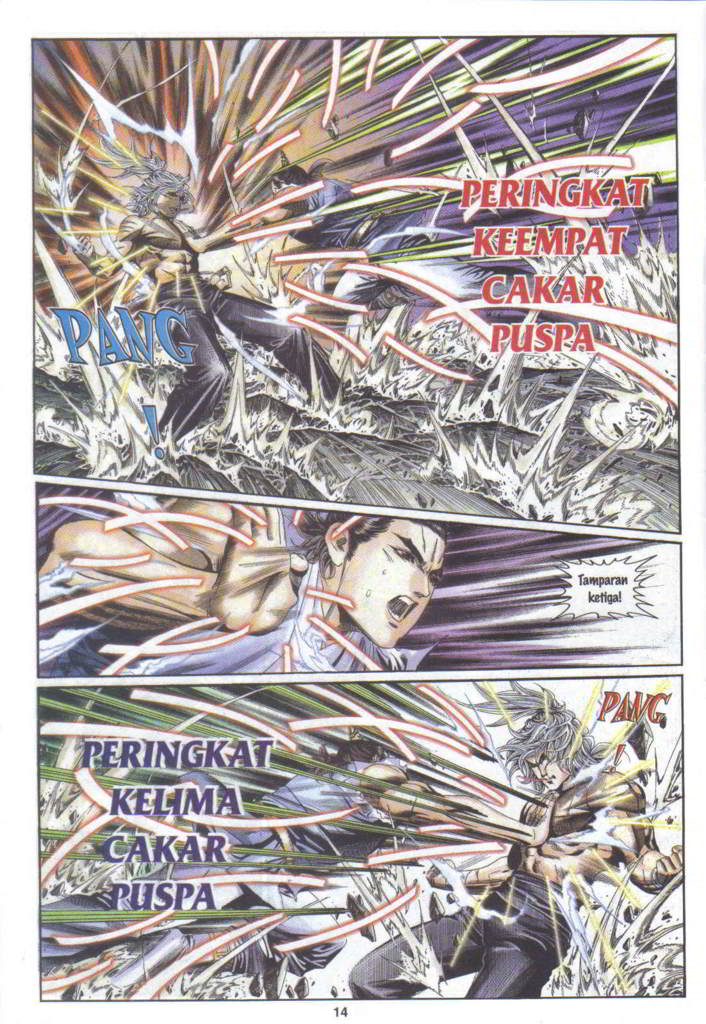 PERINGKAT
KEEMPAT
CAKAR
PUSPA
PANG
!
Tamparan
ketiga!
PANG
!
PERINGKAT
KELIMA
CAKAR
PUSPA
14